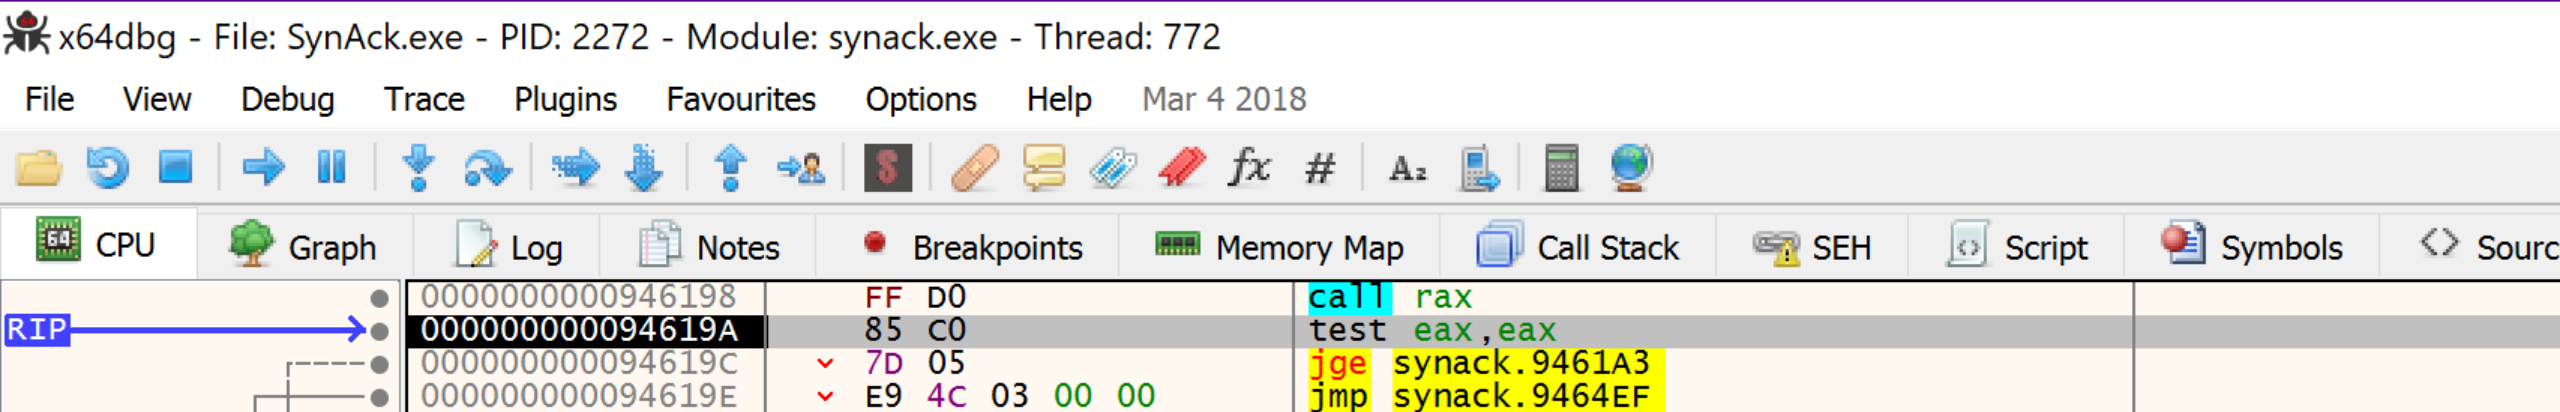 x64dbg - File: SynAck.exe - PID: 2272 - Module: synack.exe - Thread: 772
File View Debug Trace Plugins Favourites Options Help Mar 4 2018
S fx # Az
64 CPU Graph Log Notes Breakpoints Memory Map Call Stack SEH <> Script Symbols <> Sourc
0000000000946198 FF D0 call rax
RIP 000000000094619A 85 C0 test eax,eax
000000000094619C 7D 05 jge synack.9461A3
000000000094619E E9 4C 03 00 00 jmp synack.9464EF